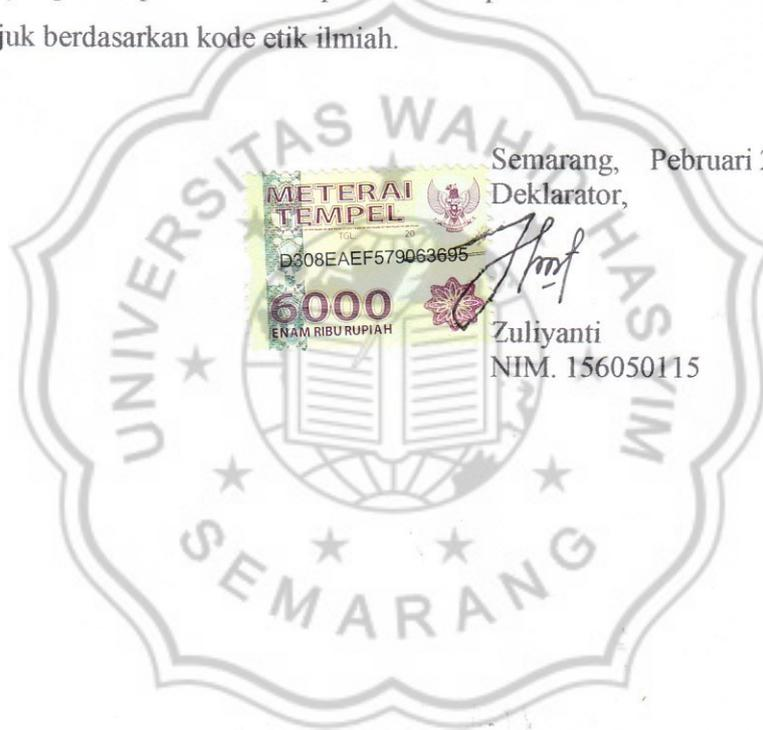 juk berdasarkan kode etik ilmiah.
Semarang, Pebruari 2
Deklarator,
METERAI
TEMPEL
TGL. 20
D308EAEF579063695
6000
ENAM RIBU RUPIAH
Zuliyanti
NIM. 156050115
UNIVERSITAS WAHID HASYIM
SEMARANG